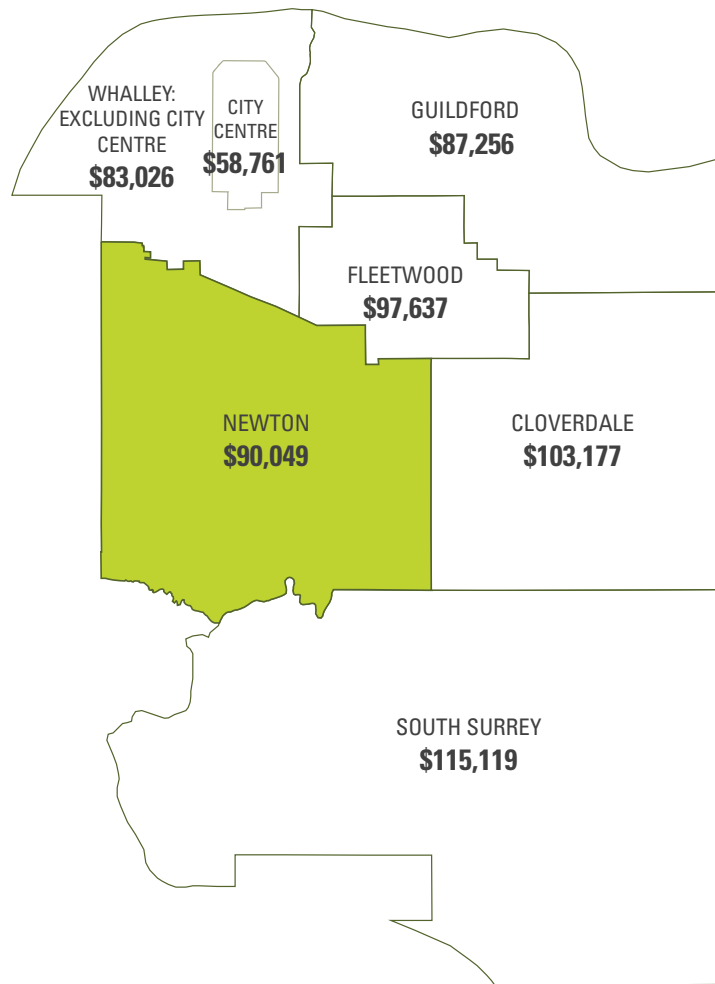 WHALLEY:
EXCLUDING CITY
CENTRE
$83,026
CITY
CENTRE
$58,761
GUILDFORD
$87,256
FLEETWOOD
$97,637
NEWTON
$90,049
CLOVERDALE
$103,177
SOUTH SURREY
$115,119